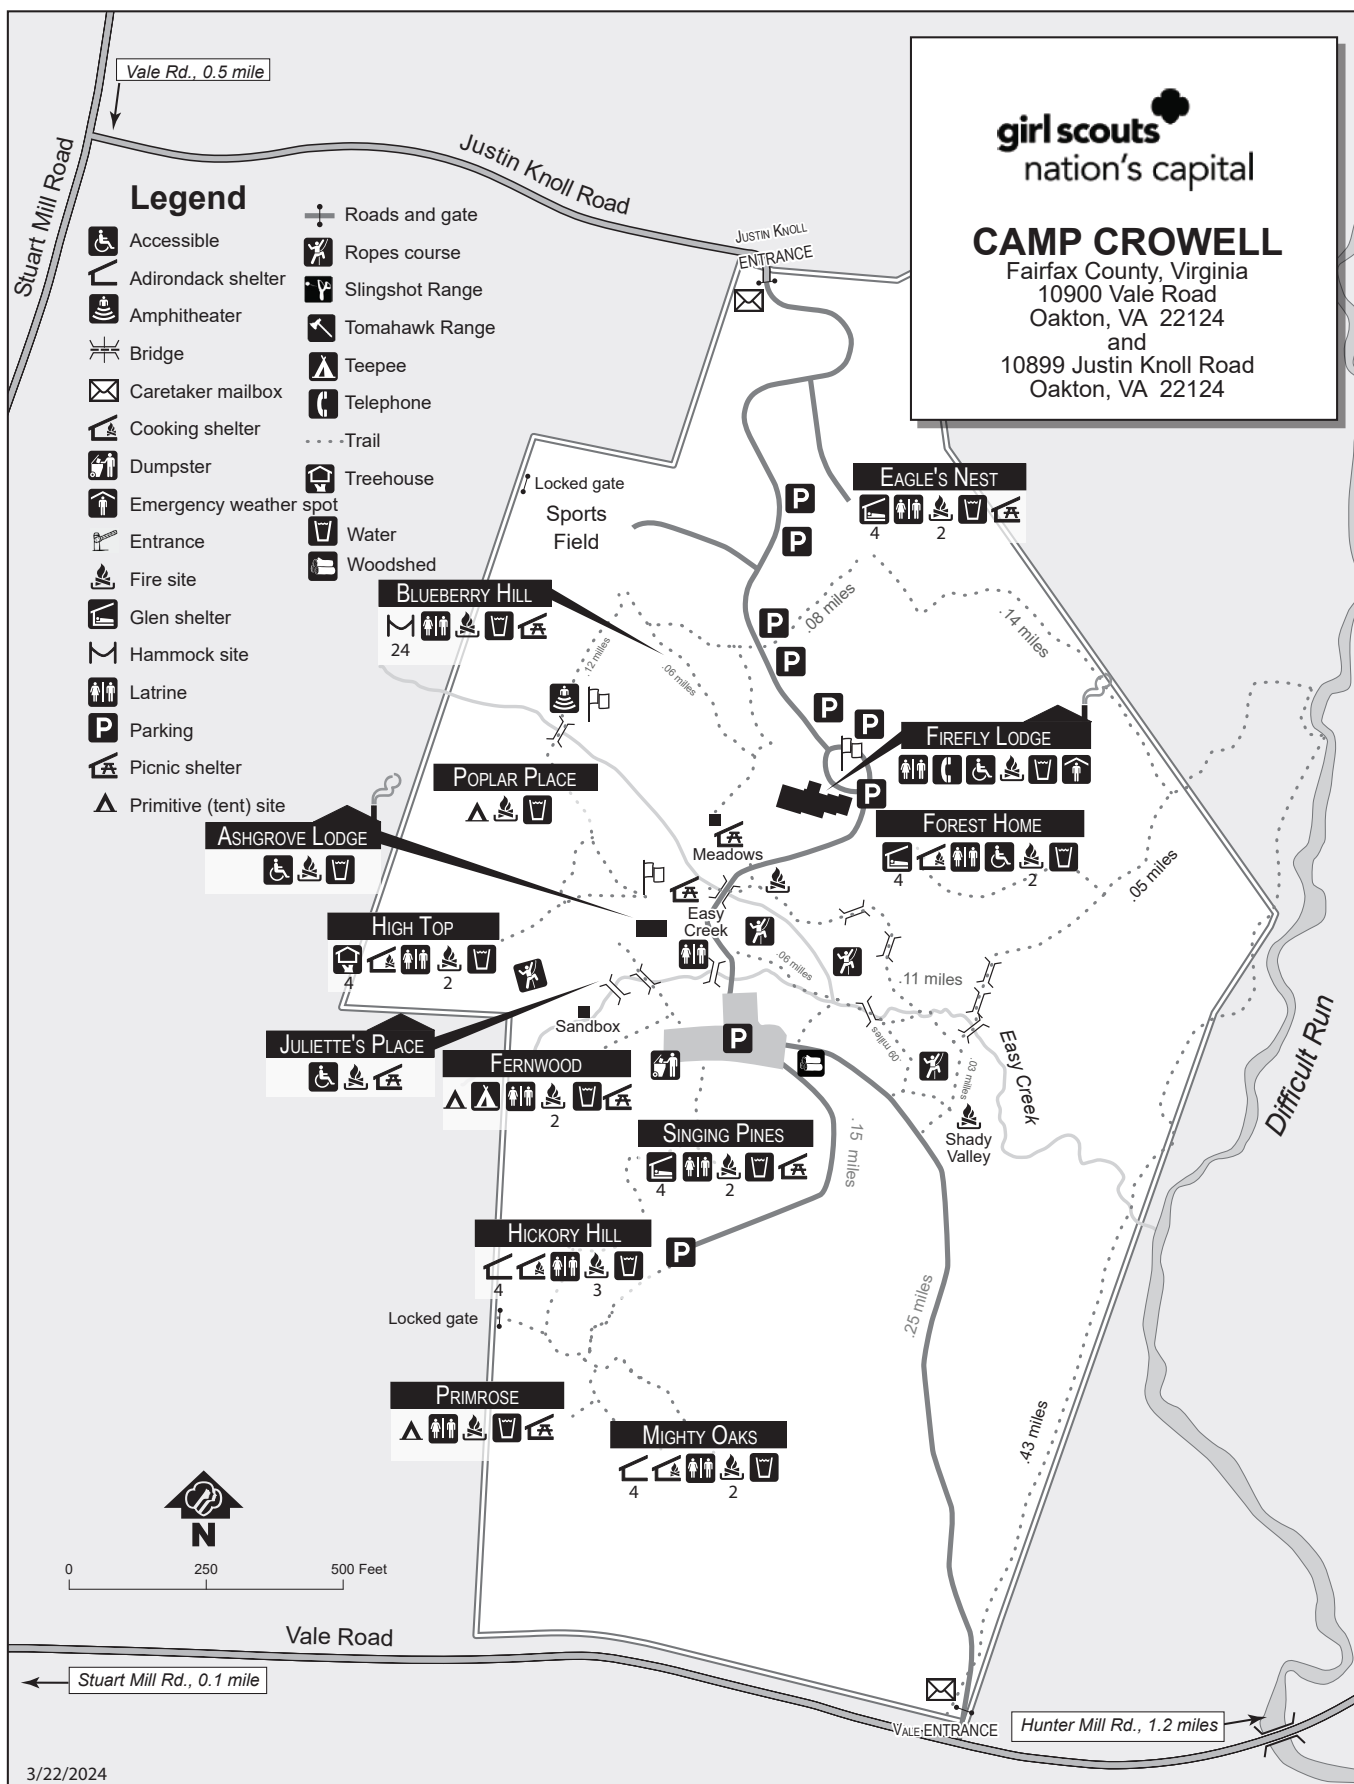 Vale Rd., 0.5 mile
Stuart Mill Road
Justin Knoll Road
girl scouts
nation's capital
CAMP CROWELL
Fairfax County, Virginia
10900 Vale Road
Oakton, VA 22124
and
10899 Justin Knoll Road
Oakton, VA 22124
Legend
Accessible
Adirondack shelter
Amphitheater
Bridge
Caretaker mailbox
Cooking shelter
Dumpster
Emergency weather spot
Entrance
Fire site
Glen shelter
Hammock site
Latrine
P
Parking
Picnic shelter
Primitive (tent) site
Roads and gate
Ropes course
Slingshot Range
Tomahawk Range
Teepee
Telephone
Trail
Treehouse
Water
Woodshed
JUSTIN KNOLL
ENTRANCE
Locked gate
Sports
Field
P
P
EAGLE'S NEST
4 2
BLUEBERRY HILL
24
.12 miles
.06 miles
.08 miles
.14 miles
P
P
P
P
FIREFLY LODGE
P
POPLAR PLACE
ASHGROVE LODGE
Meadows
FOREST HOME
4 2
.05 miles
Easy
Creek
HIGH TOP
4 2
.06 miles
.11 miles
Sandbox
JULIETTE'S PLACE
P
.09 miles
.03 miles
Easy Creek
Difficult Run
FERNWOOD
2
Shady
Valley
SINGING PINES
4 2
.15 miles
HICKORY HILL
4 3
P
Locked gate
.25 miles
PRIMROSE
MIGHTY OAKS
4 2
.43 miles
N
0 250 500 Feet
Vale Road
Stuart Mill Rd., 0.1 mile
VALE ENTRANCE
Hunter Mill Rd., 1.2 miles
3/22/2024